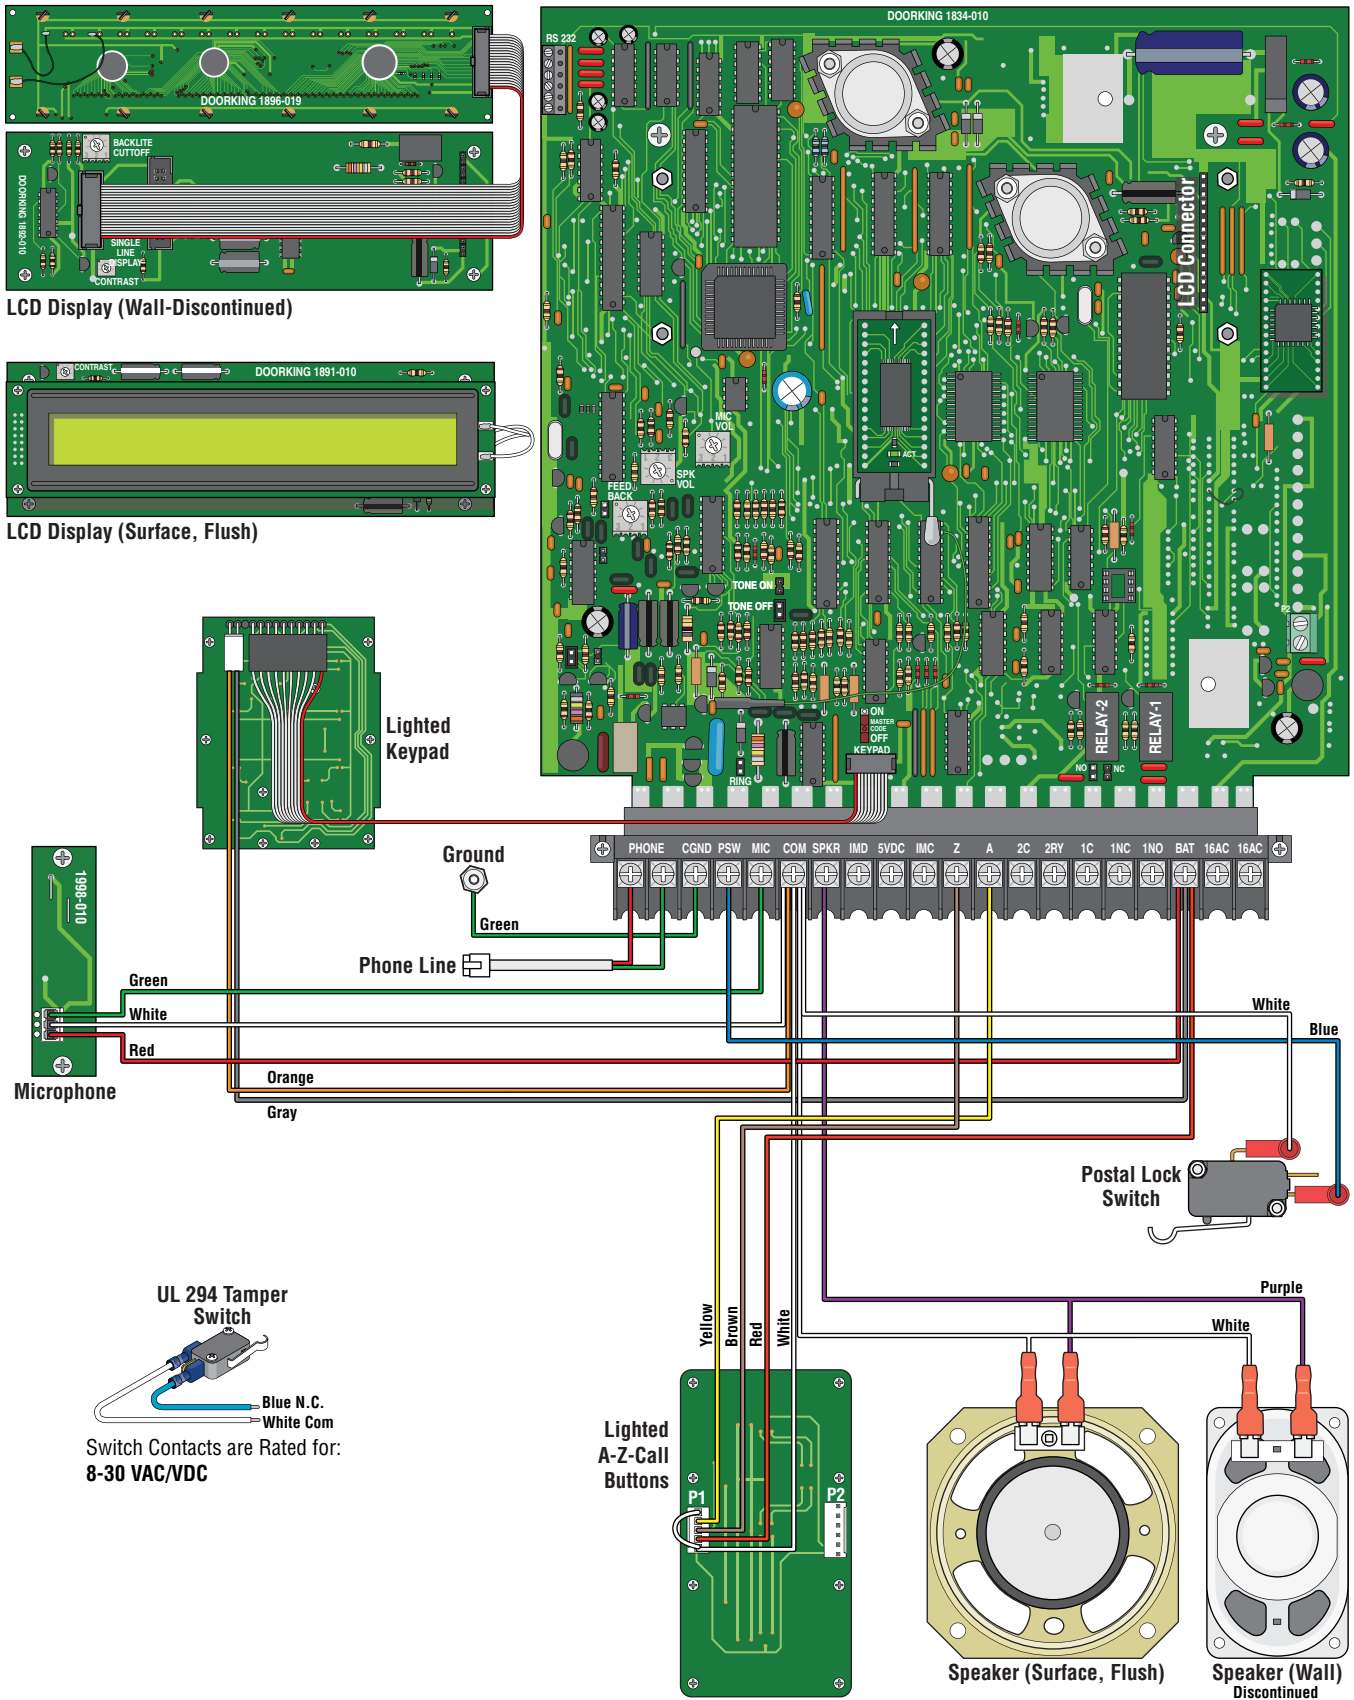 DOORKING 1896-019
BACKLITE
CUTTOFF
DOORKING 1892-010
SINGLE
LINE
DISPLAY
CONTRAST
LCD Display (Wall-Discontinued)
CONTRAST
DOORKING 1891-010
LCD Display (Surface, Flush)
DOORKING 1834-010
RS 232
LCD Connector
MIC
VOL
SPK
VOL
FEED
BACK
ACT
TONE ON
TONE OFF
P2
ON
MASTER
CODE
OFF
KEYPAD
RING
RELAY-2
RELAY-1
NO
NC
Lighted
Keypad
PHONE CGND PSW MIC COM SPKR IMD 5VDC IMC Z A 2C 2RY 1C 1NC 1NO BAT 16AC 16AC
Ground
Green
Phone Line
1998-010
Green
White
Red
Microphone
Orange
Gray
White
Blue
Postal Lock
Switch
UL 294 Tamper
Switch
Blue N.C.
White Com
Switch Contacts are Rated for:
8-30 VAC/VDC
Yellow
Brown
Red
White
Purple
White
Lighted
A-Z-Call
Buttons
P1
P2
Speaker (Surface, Flush)
Speaker (Wall)
Discontinued